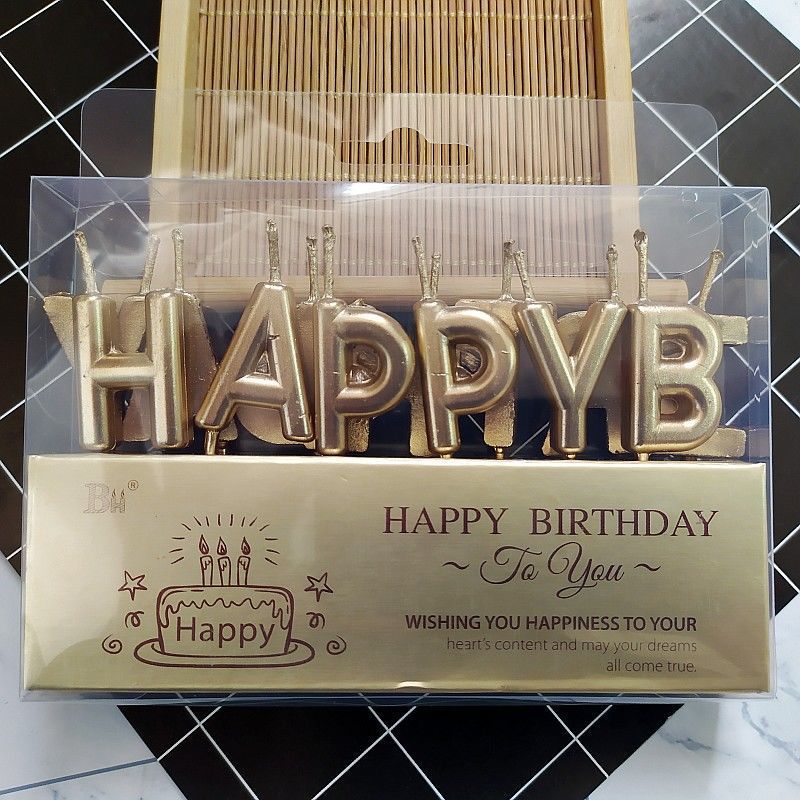 HAPPYB
BH®
HAPPY BIRTHDAY
~ To You ~
Happy
WISHING YOU HAPPINESS TO YOUR
heart's content and may your dreams
all come true.